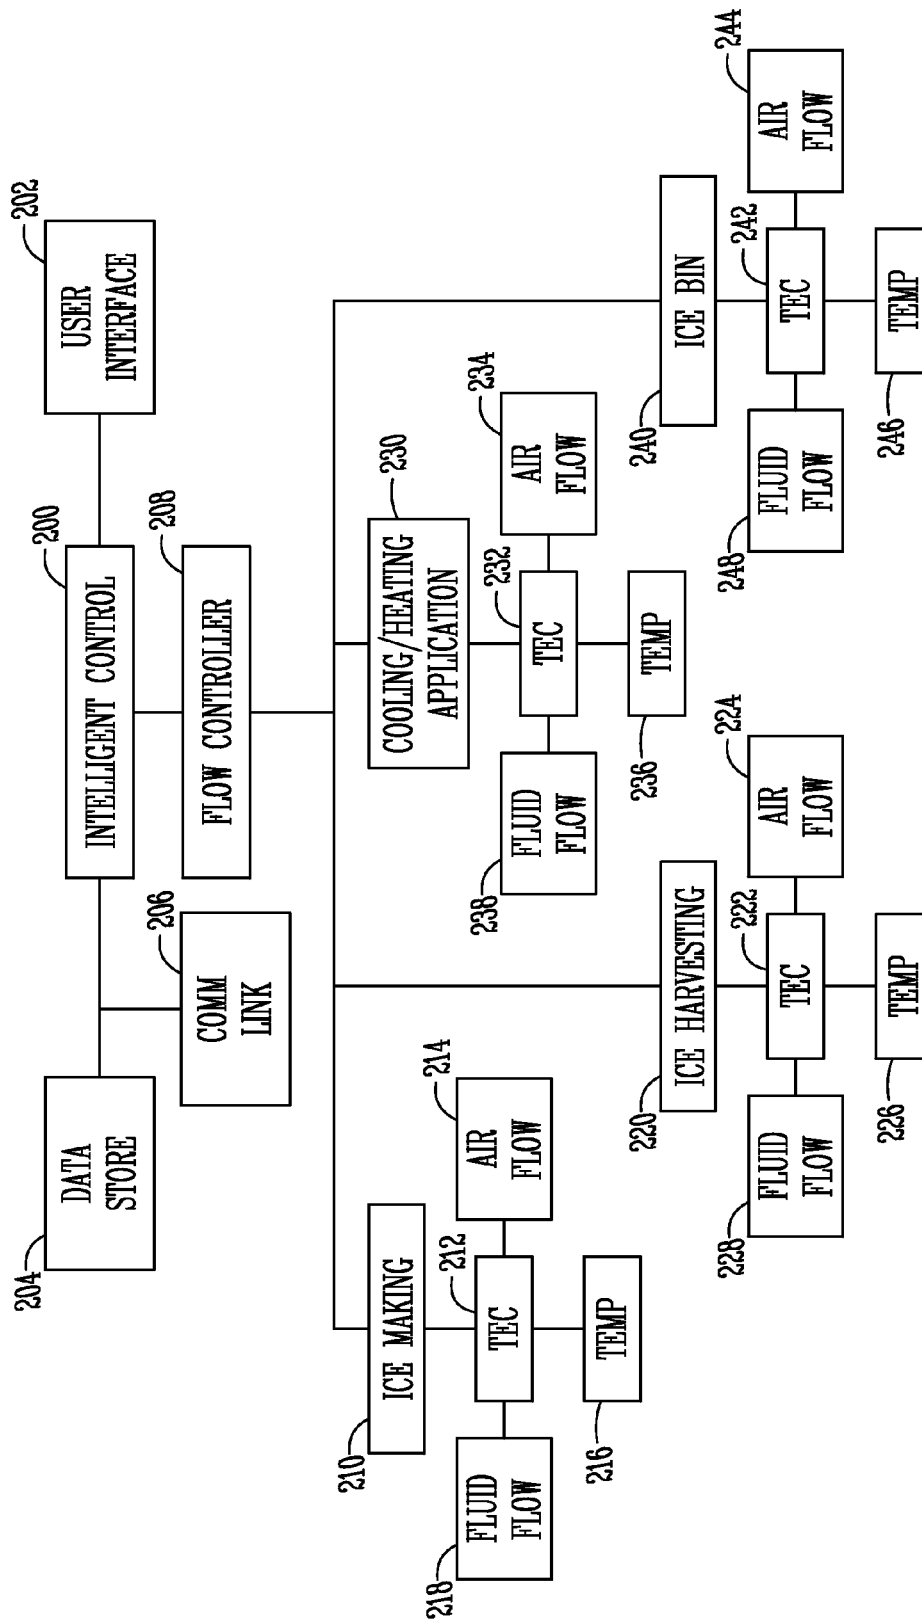 202
USER
INTERFACE
200
INTELLIGENT CONTROL
204
DATA
STORE
206
COMM
LINK
208
FLOW CONTROLLER
210
ICE MAKING
212
TEC
214
AIR
FLOW
216
TEMP
218
FLUID
FLOW
220
ICE HARVESTING
222
TEC
224
AIR
FLOW
226
TEMP
228
FLUID
FLOW
230
COOLING/HEATING
APPLICATION
232
TEC
234
AIR
FLOW
236
TEMP
238
FLUID
FLOW
240
ICE BIN
242
TEC
244
AIR
FLOW
246
TEMP
248
FLUID
FLOW